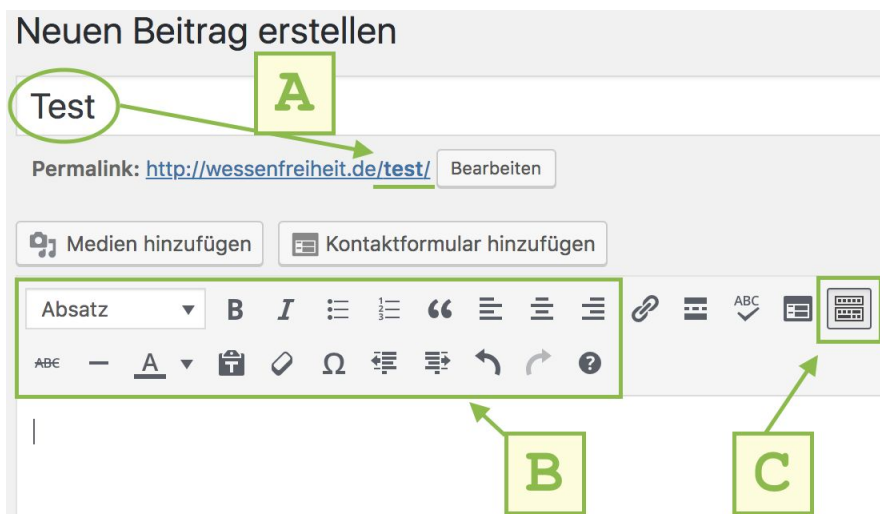 Neuen Beitrag erstellen
A
Test
Permalink: http://wessenfreiheit.de/test/ Bearbeiten
Medien hinzufügen Kontaktformular hinzufügen
Absatz B I ABC
ABC A Ω
B
C